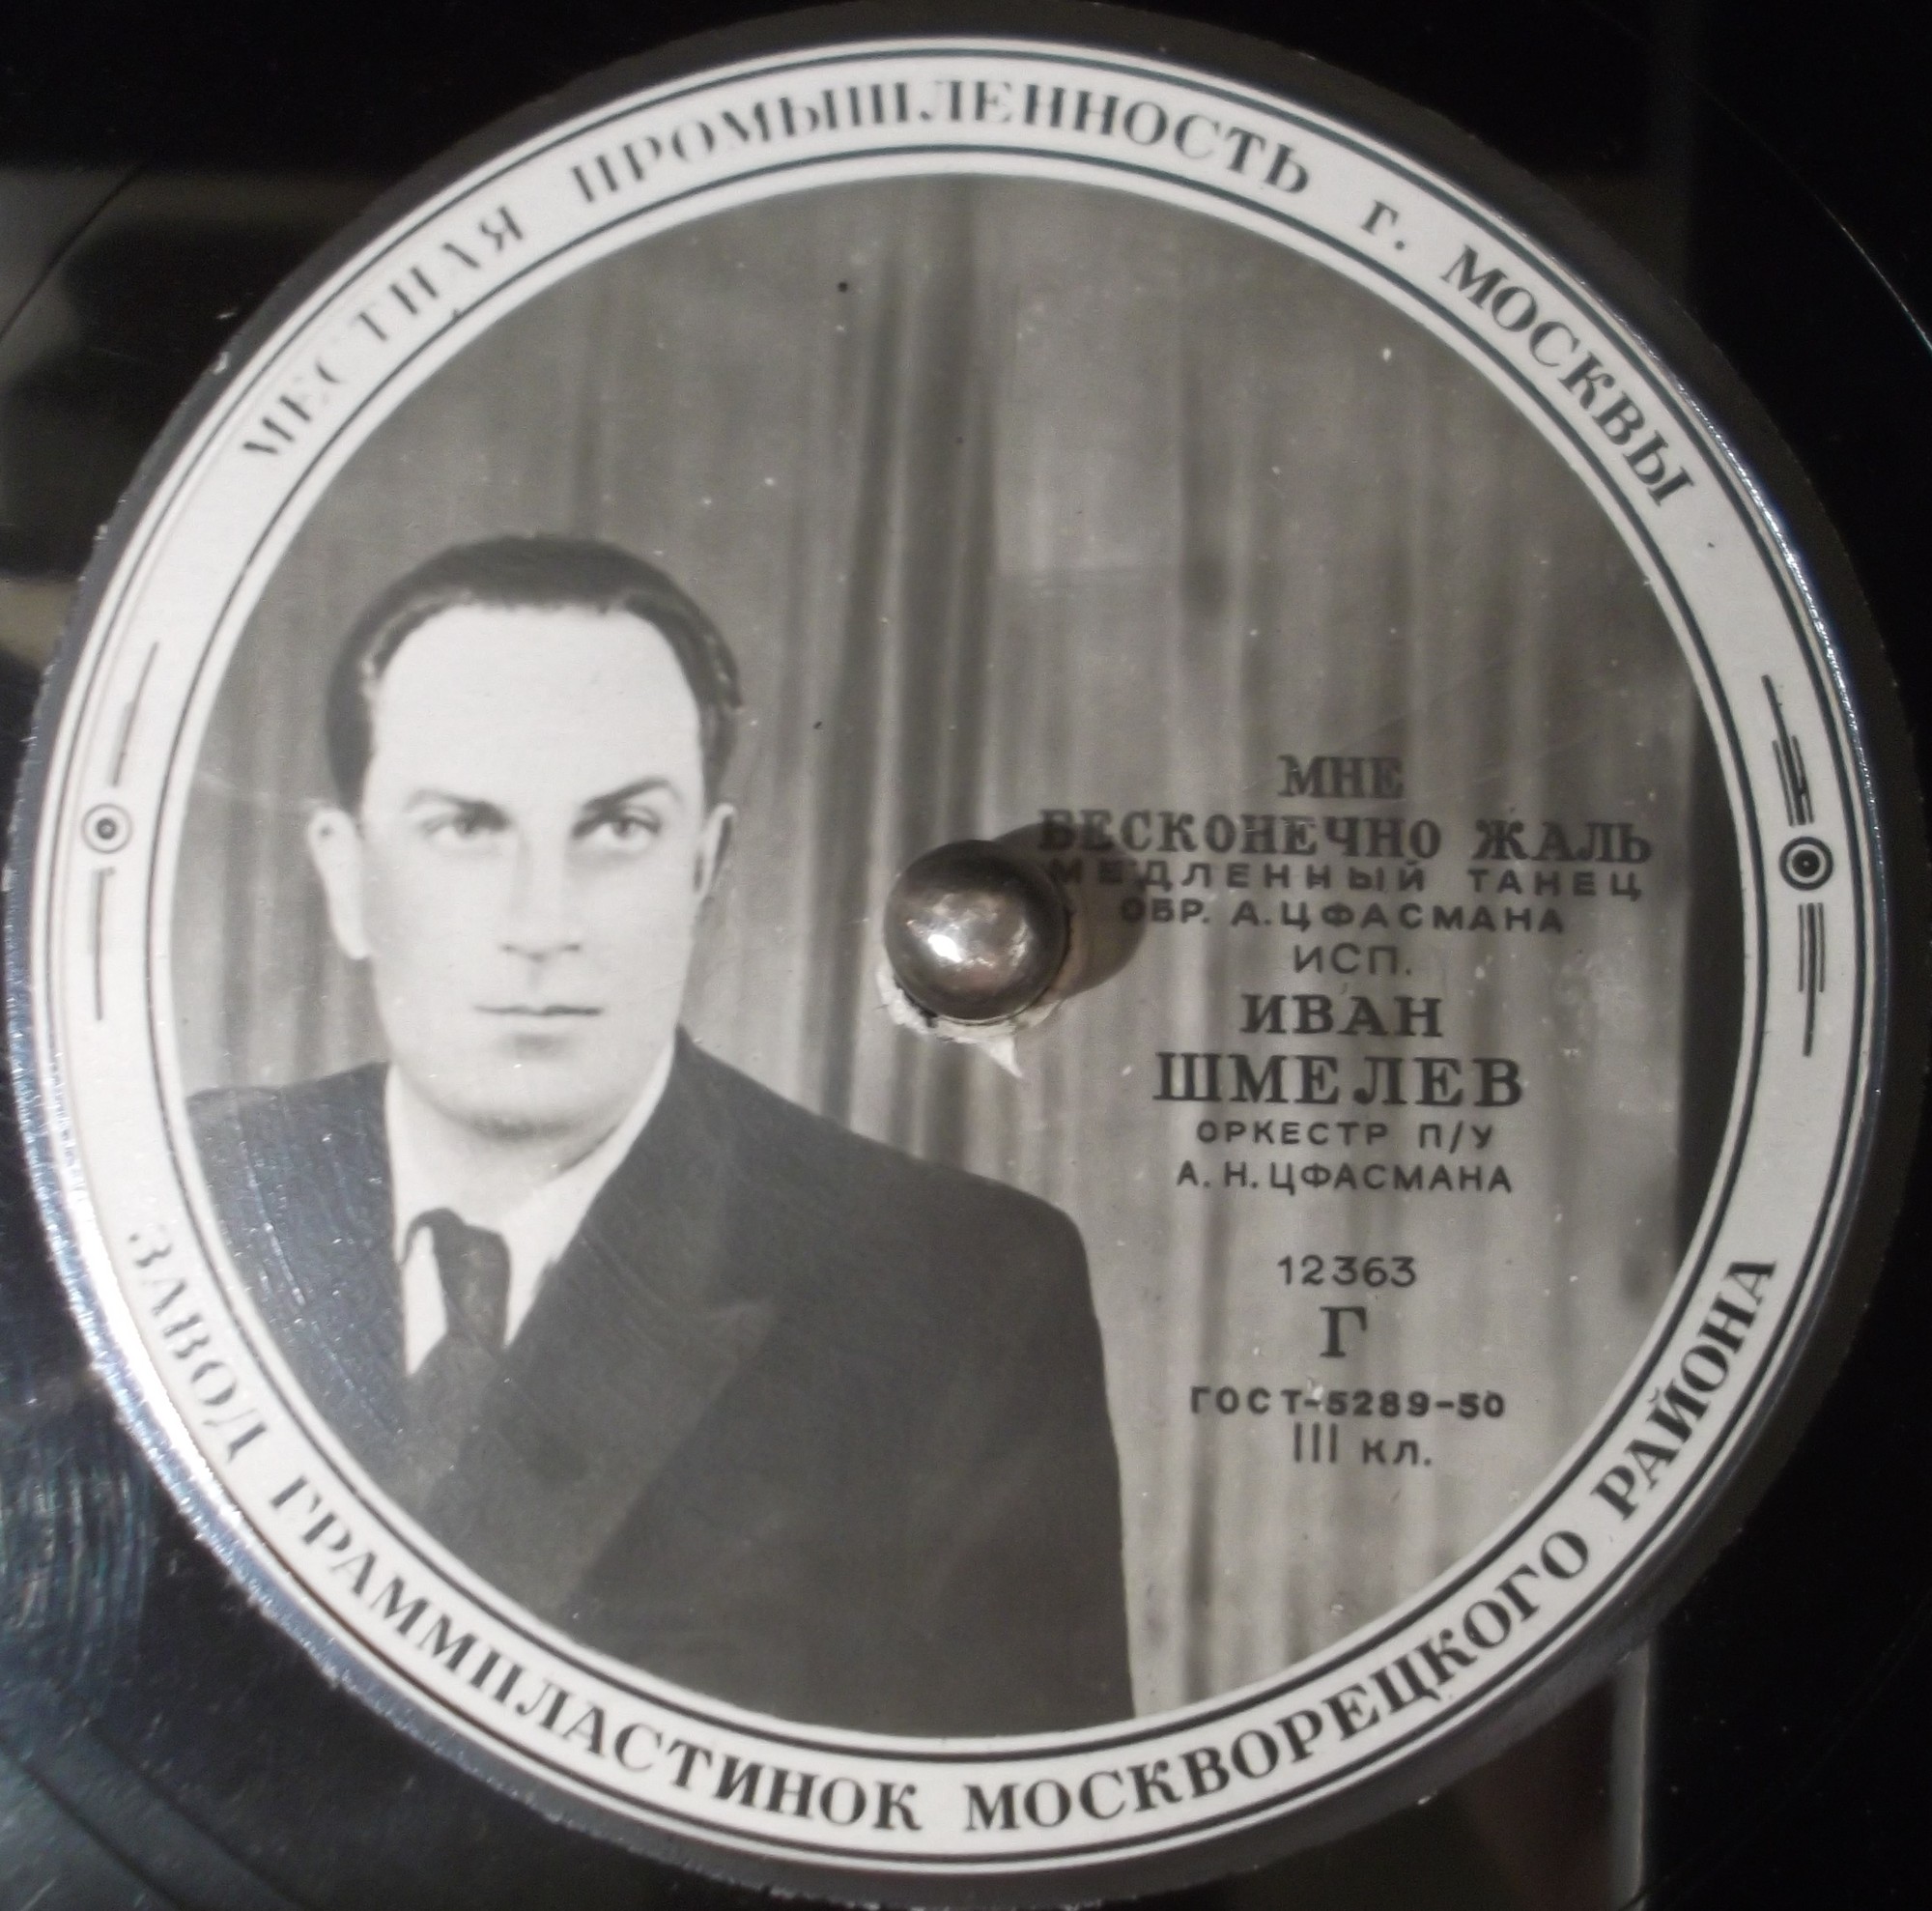 МЕСТНАЯ ПРОМЫШЛЕННОСТЬ г. МОСКВЫ
МНЕ
БЕСКОНЕЧНО ЖАЛЬ
МЕДЛЕННЫЙ ТАНЕЦ
ОБР. А. ЦФАСМАНА
ИСП.
ИВАН
ШМЕЛЕВ
ОРКЕСТР П/У
А. Н. ЦФАСМАНА
12363
Г
ГОСТ-5289-50
III кл.
ЗАВОД ГРАММПЛАСТИНОК МОСКВОРЕЦКОГО РАЙОНА